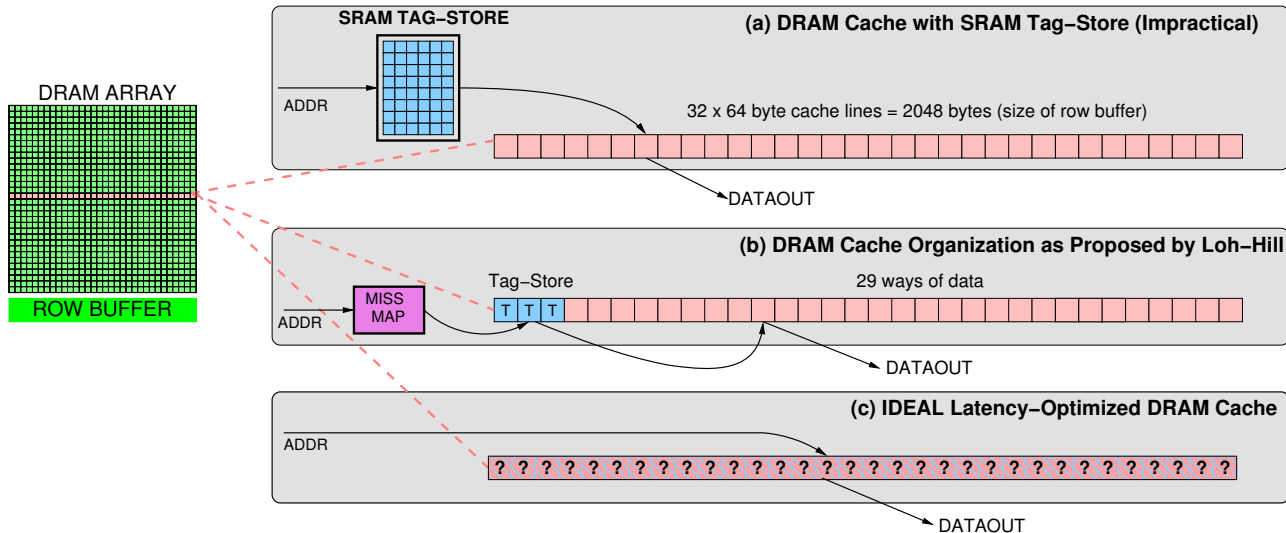 SRAM TAG−STORE
(a) DRAM Cache with SRAM Tag−Store (Impractical)
DRAM ARRAY
ADDR
32 x 64 byte cache lines = 2048 bytes (size of row buffer)
DATAOUT
ROW BUFFER
(b) DRAM Cache Organization as Proposed by Loh−Hill
Tag−Store
29 ways of data
ADDR
MISS
MAP
T T T
DATAOUT
(c) IDEAL Latency−Optimized DRAM Cache
ADDR
? ? ? ? ? ? ? ? ? ? ? ? ? ? ? ? ? ? ? ? ? ? ? ? ? ? ? ? ? ? ? ?
DATAOUT